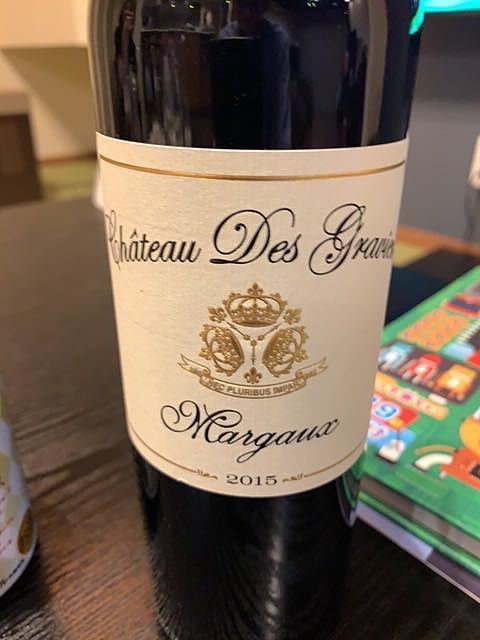 Château Des Gravie
NEC PLURIBUS IMPAR
Margaux
2015